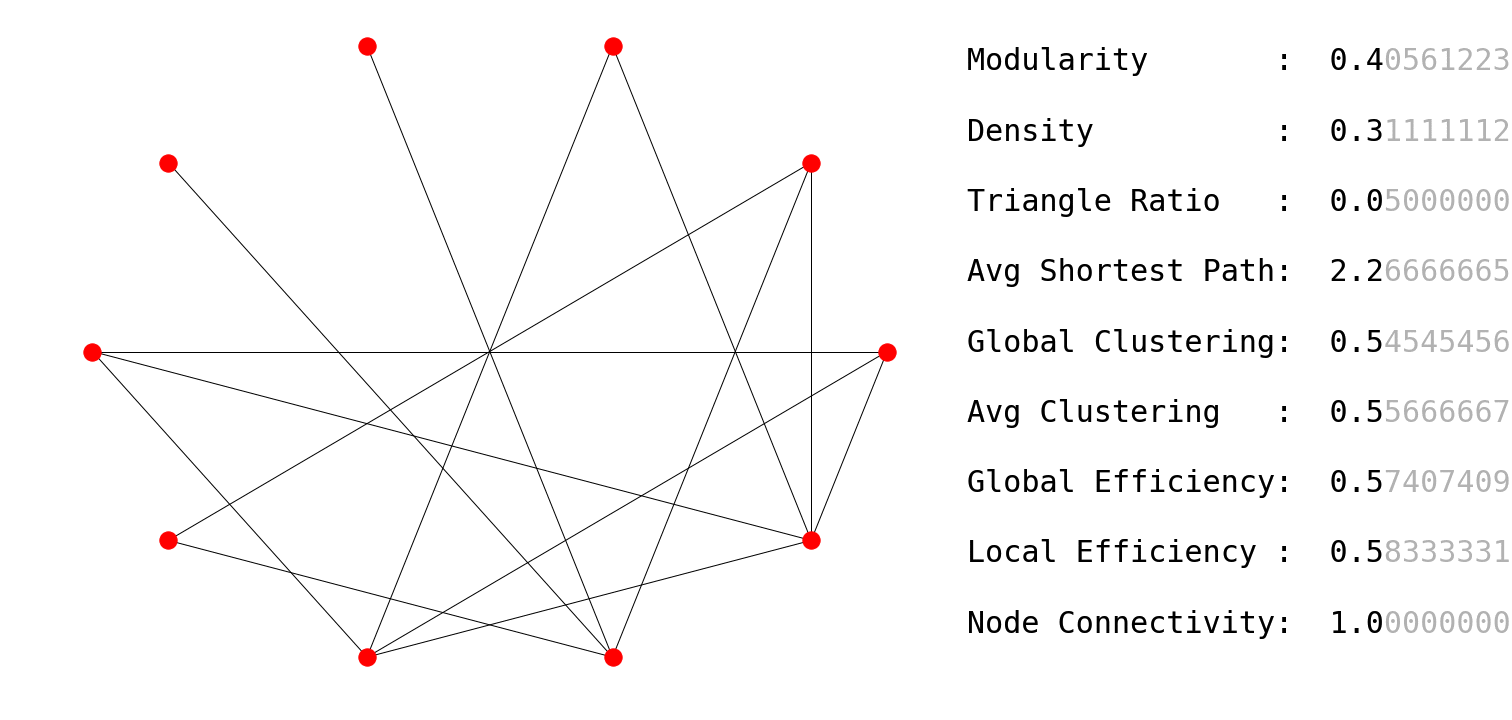 Modularity : 0.40561223
Density : 0.31111112
Triangle Ratio : 0.05000000
Avg Shortest Path: 2.26666665
Global Clustering: 0.54545456
Avg Clustering : 0.55666667
Global Efficiency: 0.57407409
Local Efficiency : 0.58333331
Node Connectivity: 1.00000000